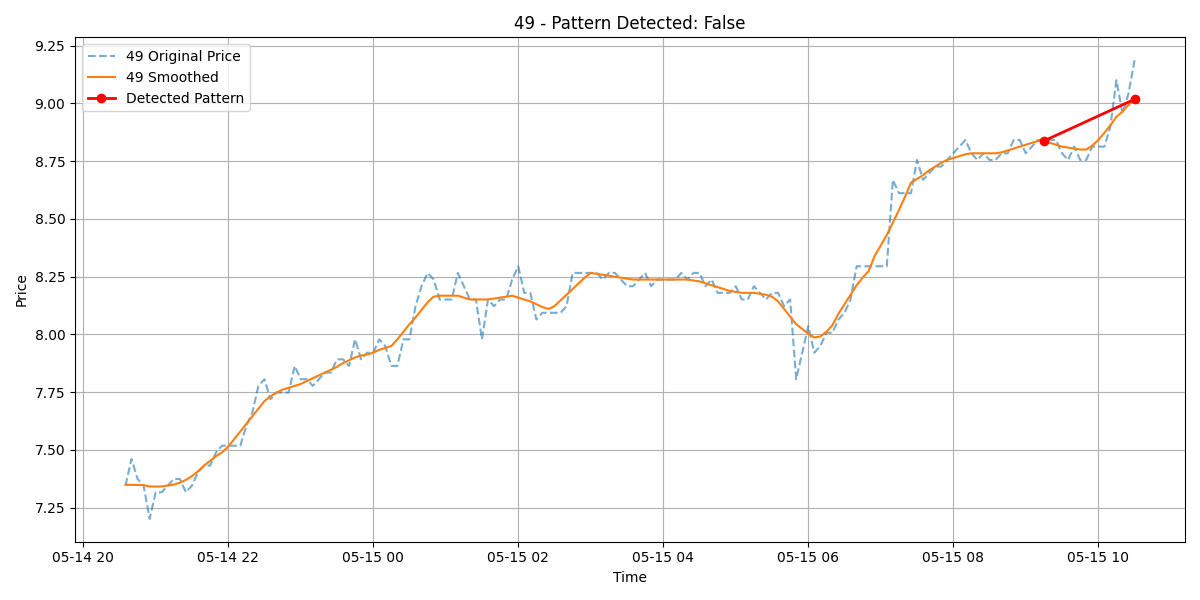 49 - Pattern Detected: False
49 Original Price
49 Smoothed
Detected Pattern
9.25
9.00
8.75
8.50
8.25
8.00
7.75
7.50
7.25
Price
05-14 20
05-14 22
05-15 00
05-15 02
05-15 04
05-15 06
05-15 08
05-15 10
Time